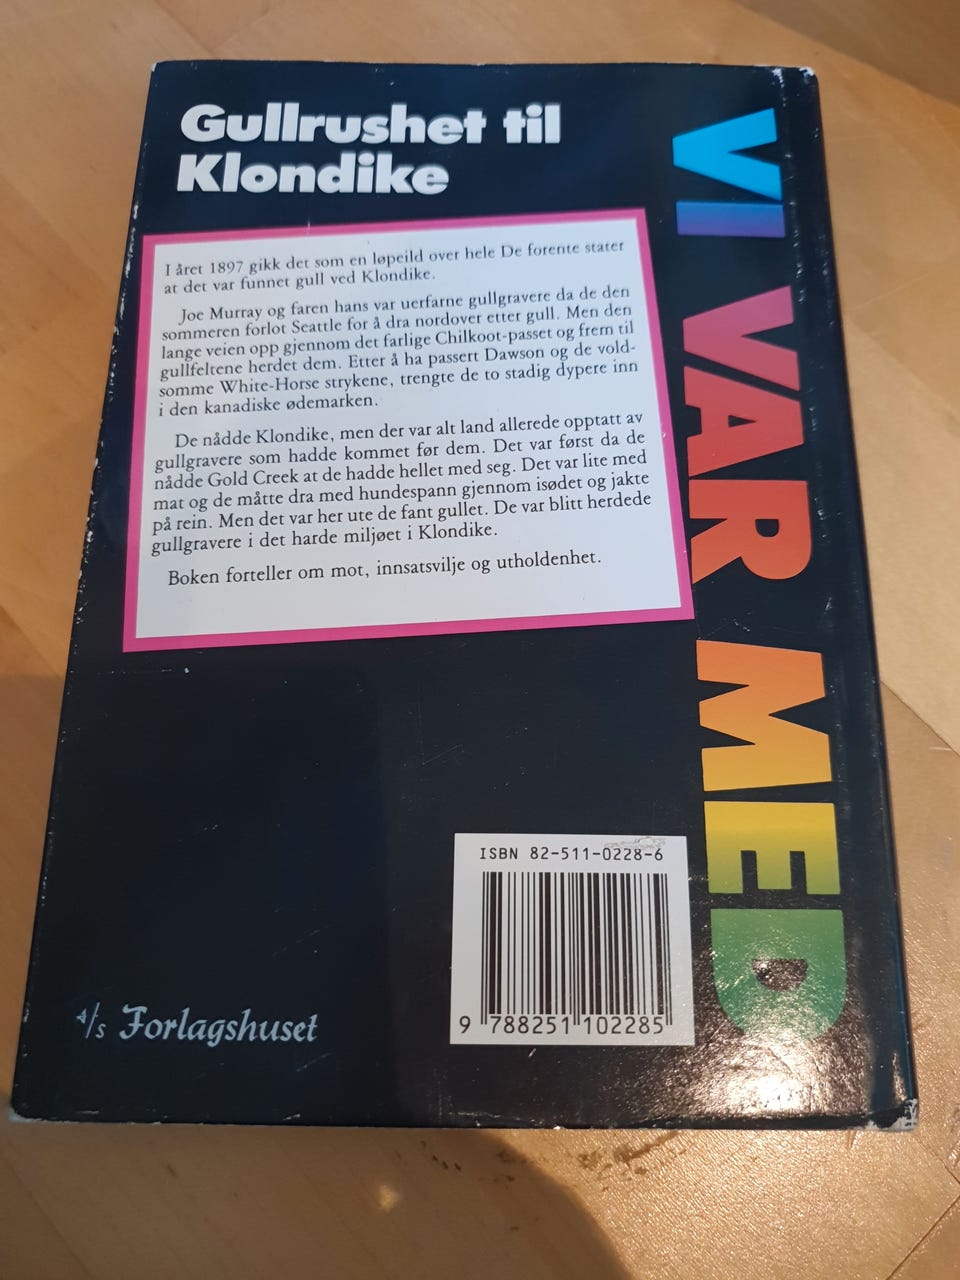 Gullrushet til
Klondike
I året 1897 gikk det som en løpeild over hele De forente stater
at det var funnet gull ved Klondike.
Joe Murray og faren hans var uerfarne gullgravere da de den
sommeren forlot Seattle for å dra nordover etter gull. Men den
lange veien opp gjennom det farlige Chilkoot-passet og frem til
gullfeltene herdet dem. Etter å ha passert Dawson og de vold-
somme White-Horse strykene, trengte de to stadig dypere inn
i den kanadiske ødemarken.
De nådde Klondike, men der var alt land allerede opptatt av
gullgravere som hadde kommet før dem. Det var først da de
nådde Gold Creek at de hadde hellet med seg. Det var lite med
mat og de måtte dra med hundespann gjennom isødet og jakte
på rein. Men det var her ute de fant gullet. De var blitt herdede
gullgravere i det harde miljøet i Klondike.
Boken forteller om mot, innsatsvilje og utholdenhet.
VI VAR MED
ISBN 82-511-0228-6
9 788251 102285
A/s Forlagshuset